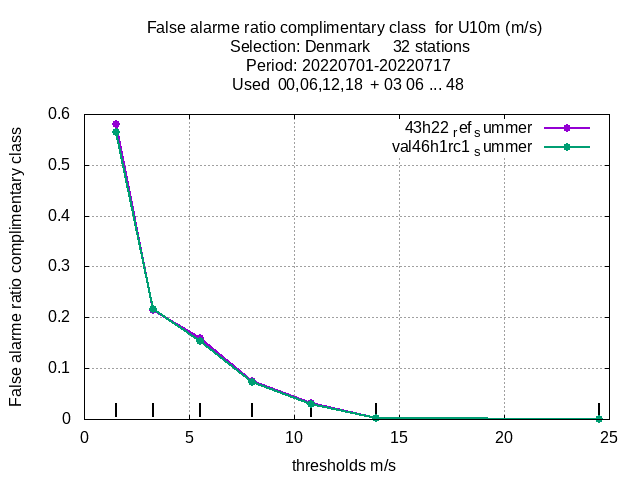 False alarme ratio complimentary class  for U10m (m/s)
Selection: Denmark     32 stations
Period: 20220701-20220717
Used  00,06,12,18  + 03 06 ... 48
0.6
0.5
0.4
0.3
0.2
0.1
0
False alarme ratio complimentary class
43h22refsummer
val46h1rc1summer
0 5 10 15 20 25
thresholds m/s